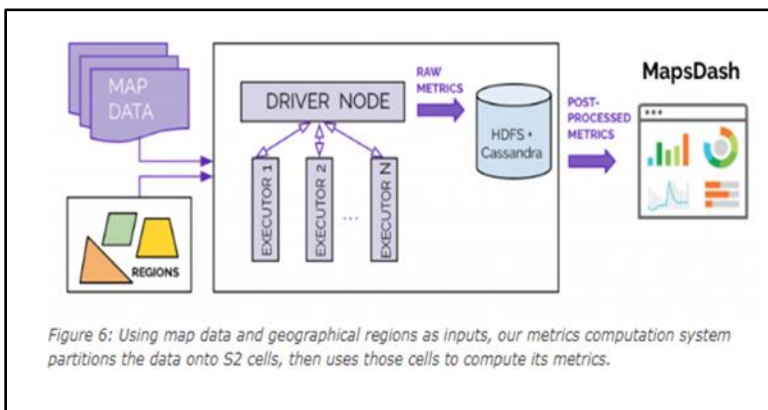 MAP
DATA
REGIONS
DRIVER NODE
EXECUTOR 1
EXECUTOR 2
...
EXECUTOR N
RAW
METRICS
HDFS +
Cassandra
POST-
PROCESSED
METRICS
MapsDash
Figure 6: Using map data and geographical regions as inputs, our metrics computation system
partitions the data onto S2 cells, then uses those cells to compute its metrics.